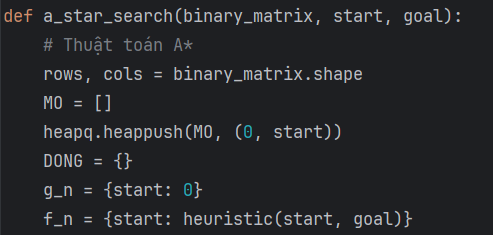 def a_star_search(binary_matrix, start, goal):
    # Thuật toán A*
    rows, cols = binary_matrix.shape
    MO = []
    heapq.heappush(MO, (0, start))
    DONG = {}
    g_n = {start: 0}
    f_n = {start: heuristic(start, goal)}